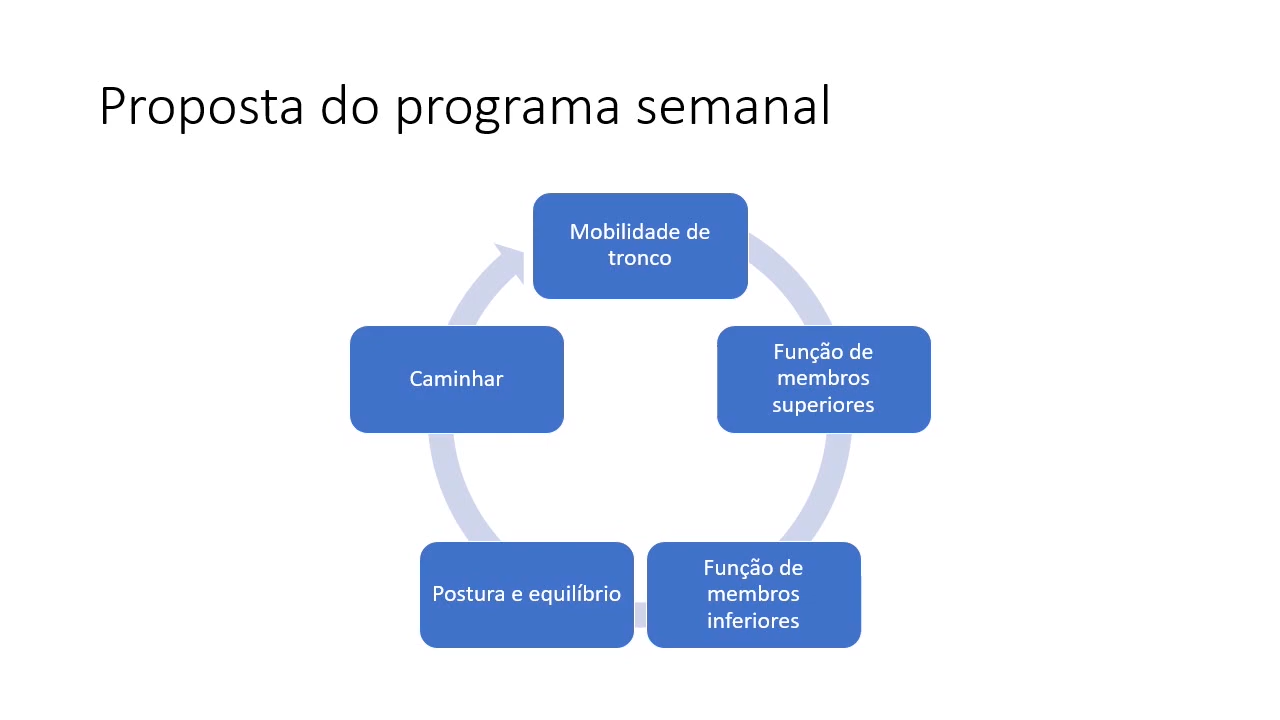 Proposta do programa semanal
Mobilidade de
tronco
Função de
membros
superiores
Função de
membros
inferiores
Postura e equilíbrio
Caminhar